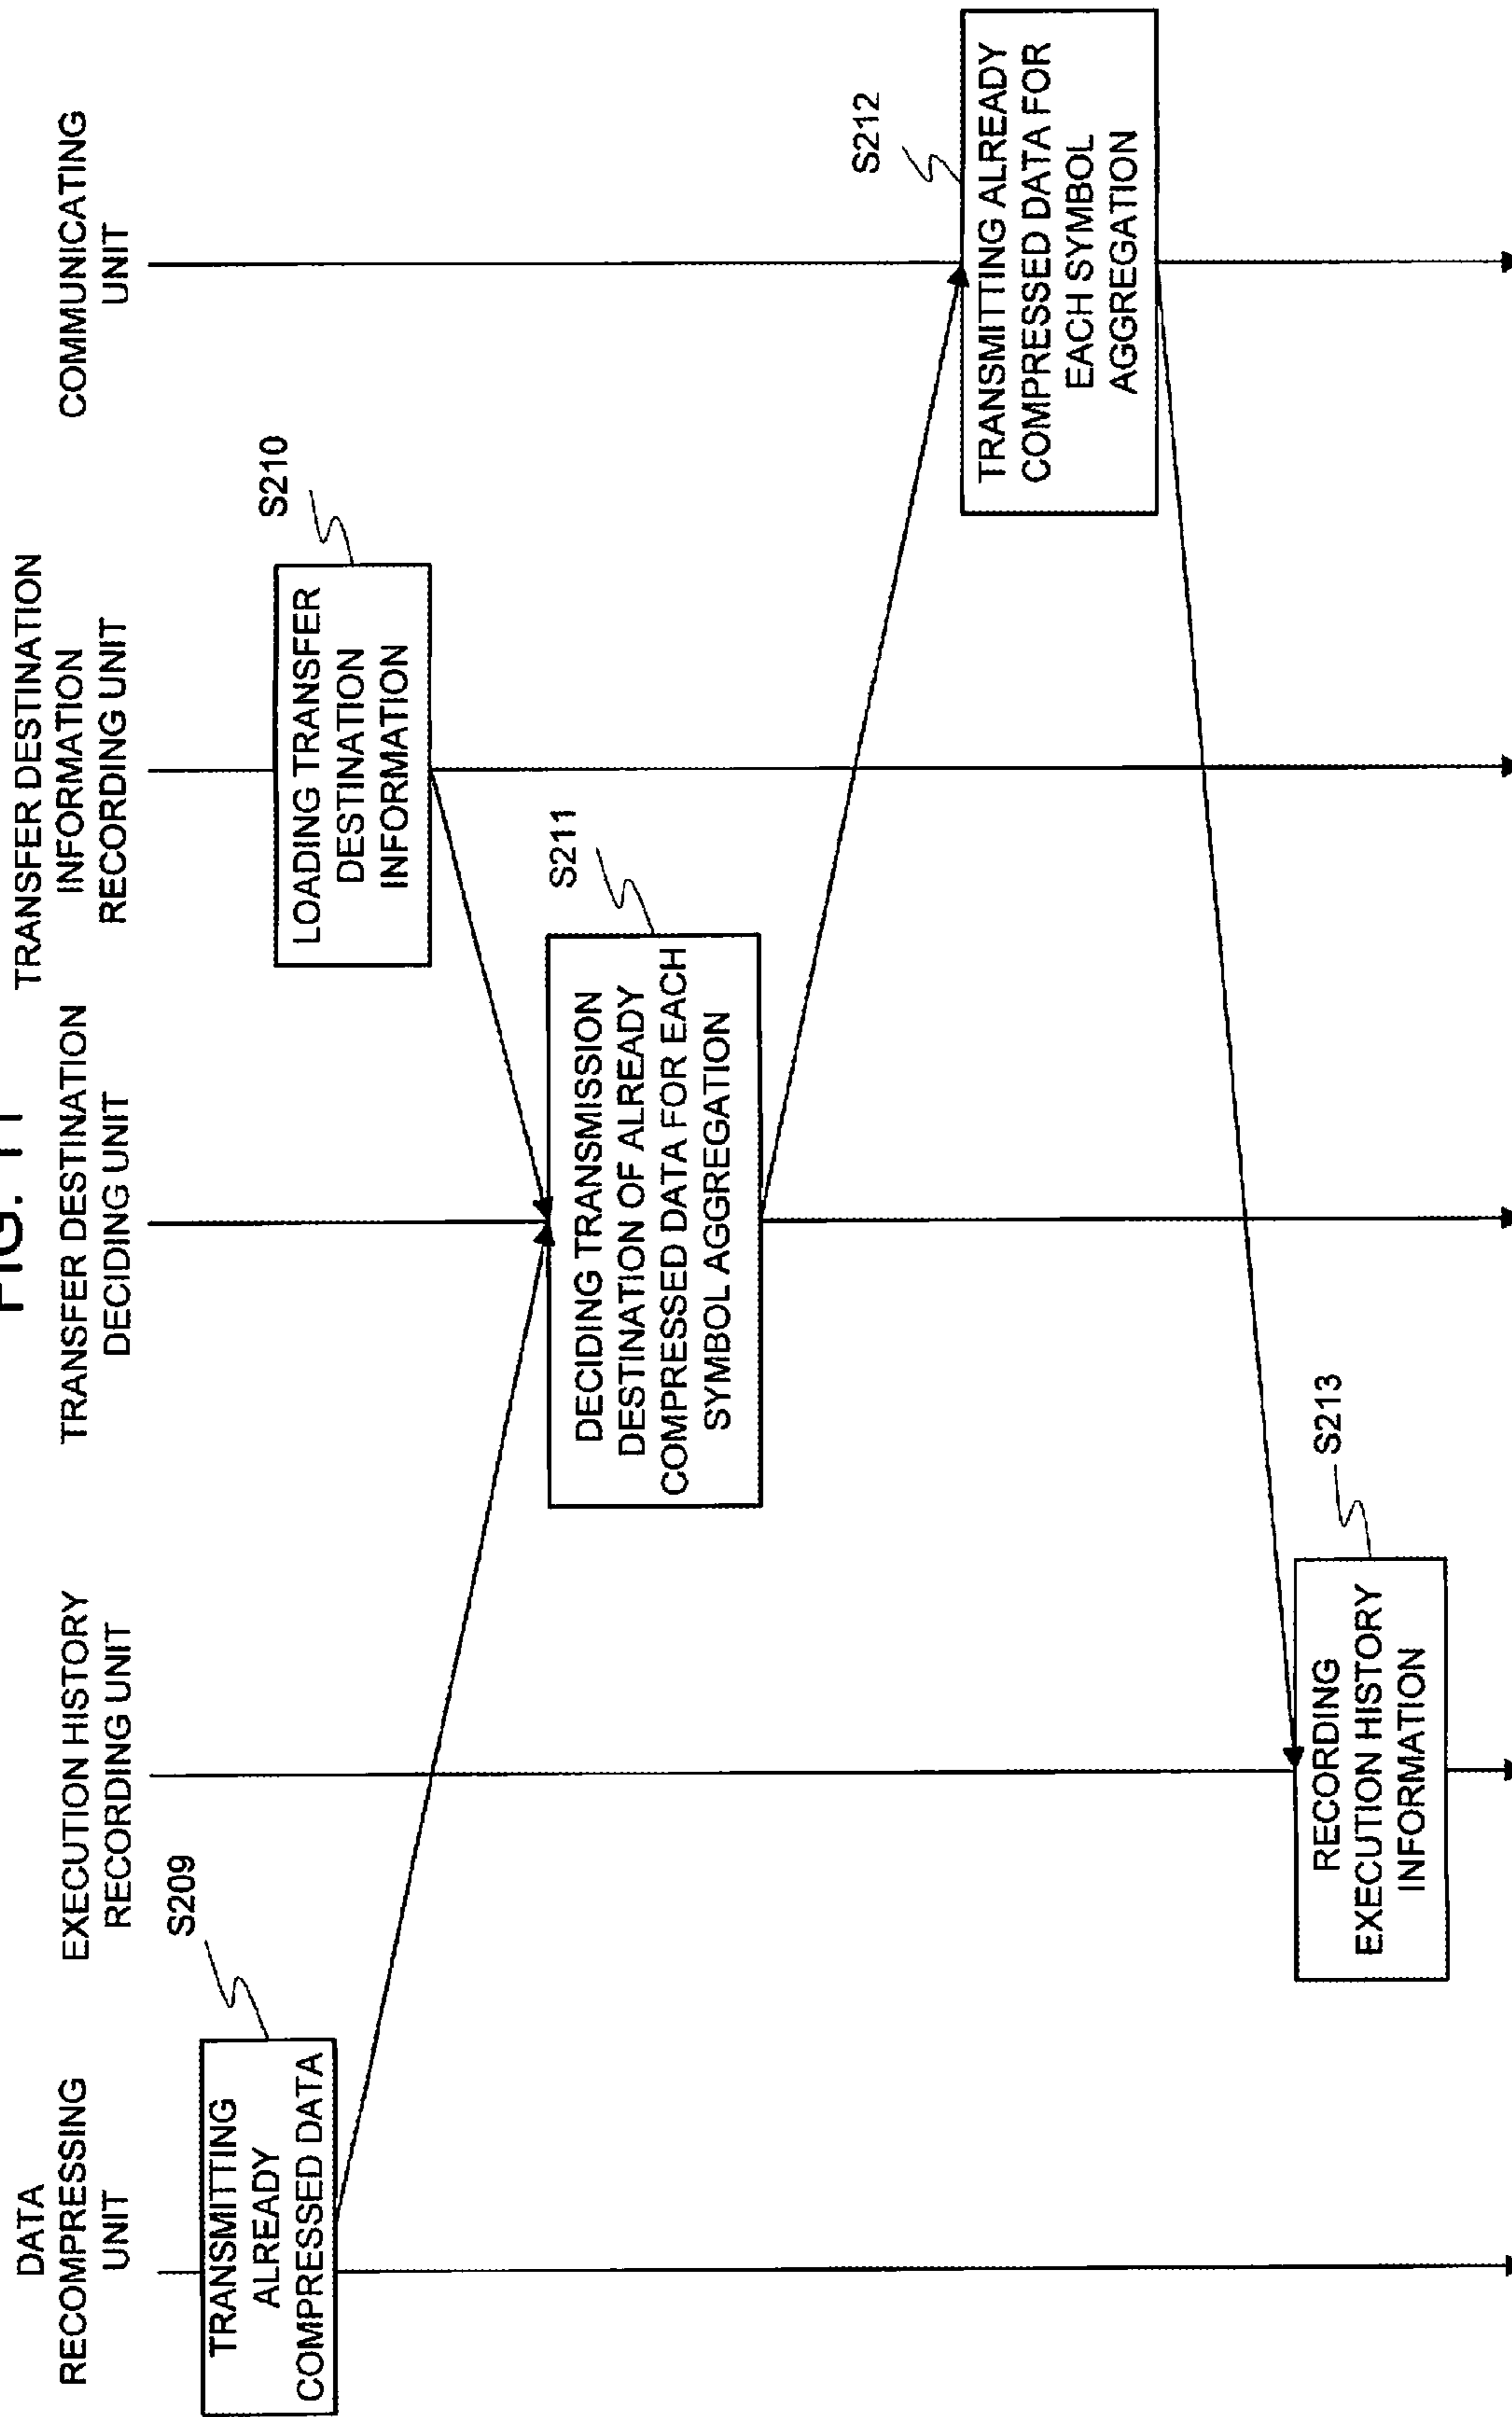 FIG. 11
DATA
RECOMPRESSING
UNIT
EXECUTION HISTORY
RECORDING UNIT
TRANSFER DESTINATION
DECIDING UNIT
TRANSFER DESTINATION
INFORMATION
RECORDING UNIT
COMMUNICATING
UNIT
S209
TRANSMITTING
ALREADY
COMPRESSED DATA
S210
LOADING TRANSFER
DESTINATION
INFORMATION
S211
DECIDING TRANSMISSION
DESTINATION OF ALREADY
COMPRESSED DATA FOR EACH
SYMBOL AGGREGATION
S212
TRANSMITTING ALREADY
COMPRESSED DATA FOR
EACH SYMBOL
AGGREGATION
S213
RECORDING
EXECUTION HISTORY
INFORMATION